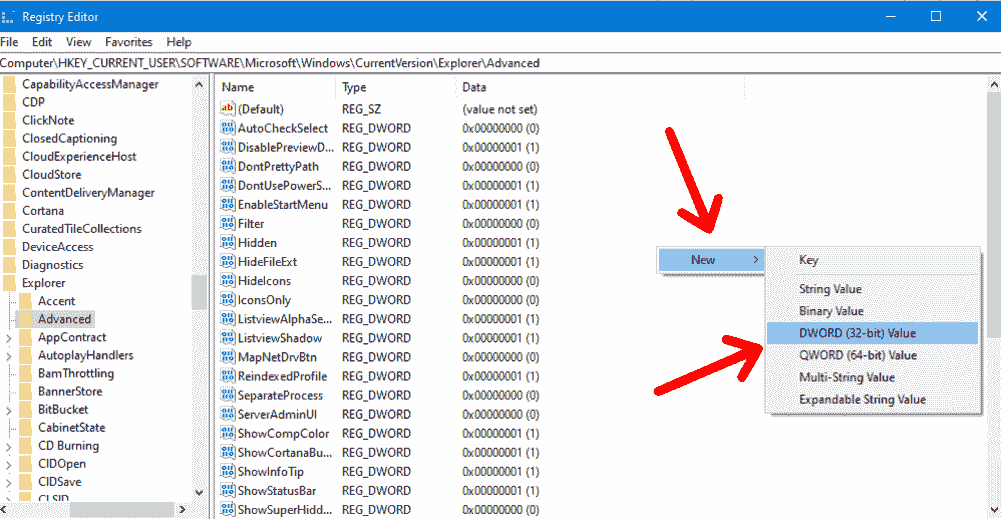 Registry Editor
File Edit View Favorites Help
Computer\HKEY_CURRENT_USER\SOFTWARE\Microsoft\Windows\CurrentVersion\Explorer\Advanced
CapabilityAccessManager
CDP
ClickNote
ClosedCaptioning
CloudExperienceHost
CloudStore
ContentDeliveryManager
Cortana
CuratedTileCollections
DeviceAccess
Diagnostics
Explorer
Accent
Advanced
AppContract
AutoplayHandlers
BamThrottling
BannerStore
BitBucket
CabinetState
CD Burning
CIDOpen
CIDSave
CLSID
Name Type Data
ab (Default) REG_SZ (value not set)
AutoCheckSelect REG_DWORD 0x00000000 (0)
DisablePreviewD... REG_DWORD 0x00000001 (1)
DontPrettyPath REG_DWORD 0x00000000 (0)
DontUsePowerS... REG_DWORD 0x00000001 (1)
EnableStartMenu REG_DWORD 0x00000001 (1)
Filter REG_DWORD 0x00000000 (0)
Hidden REG_DWORD 0x00000001 (1)
HideFileExt REG_DWORD 0x00000001 (1)
HideIcons REG_DWORD 0x00000000 (0)
IconsOnly REG_DWORD 0x00000000 (0)
ListviewAlphaSe... REG_DWORD 0x00000001 (1)
ListviewShadow REG_DWORD 0x00000001 (1)
MapNetDrvBtn REG_DWORD 0x00000000 (0)
ReindexedProfile REG_DWORD 0x00000001 (1)
SeparateProcess REG_DWORD 0x00000000 (0)
ServerAdminUI REG_DWORD 0x00000000 (0)
ShowCompColor REG_DWORD 0x00000001 (1)
ShowCortanaBu... REG_DWORD 0x00000001 (1)
ShowInfoTip REG_DWORD 0x00000001 (1)
ShowStatusBar REG_DWORD 0x00000001 (1)
ShowSuperHidd... REG_DWORD 0x00000000 (0)
New
Key
String Value
Binary Value
DWORD (32-bit) Value
QWORD (64-bit) Value
Multi-String Value
Expandable String Value